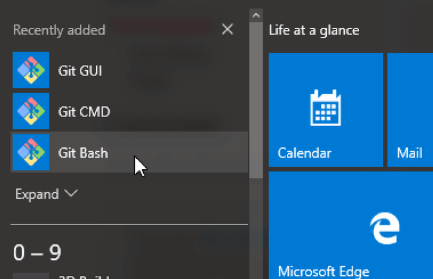 Recently added
Git GUI
Git CMD
Git Bash
Expand
0 – 9
Life at a glance
Calendar
Mail
Microsoft Edge